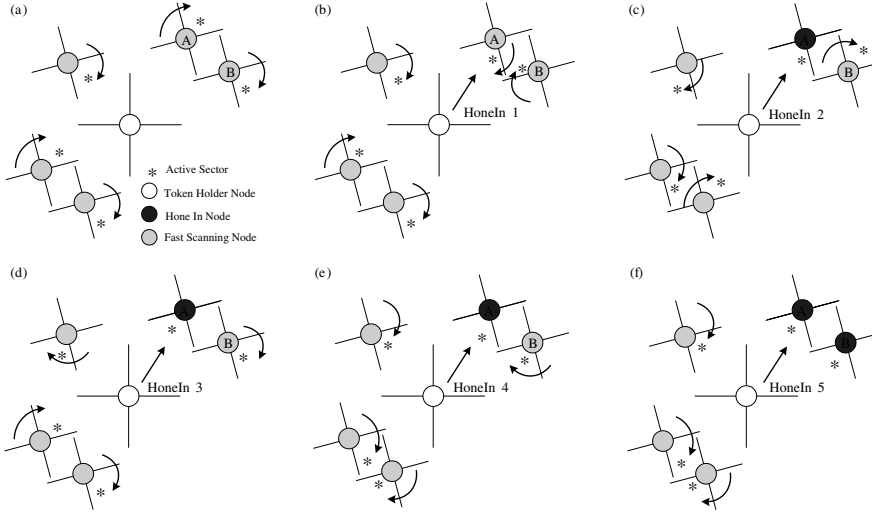 (a)
*
A
*
B
*
*
*
*
* Active Sector
Token Holder Node
Hone In Node
Fast Scanning Node
(b)
*
A
*
B
*
HoneIn 1
*
*
(c)
*
A
*
*
B
HoneIn 2
*
*
(d)
*
A
*
B
*
HoneIn 3
*
*
(e)
*
A
*
B
*
HoneIn 4
*
*
(f)
*
A
*
B
*
HoneIn 5
*
*